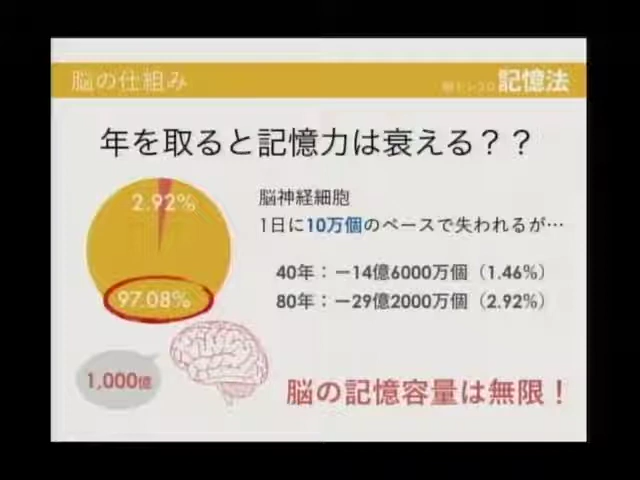 脳の仕組み
記憶法
年を取ると記憶力は衰える??
2.92%
97.08%
脳神経細胞
1日に10万個のペースで失われるが…
40年:－14億6000万個（1.46%）
80年:－29億2000万個（2.92%）
1,000億
脳の記憶容量は無限！